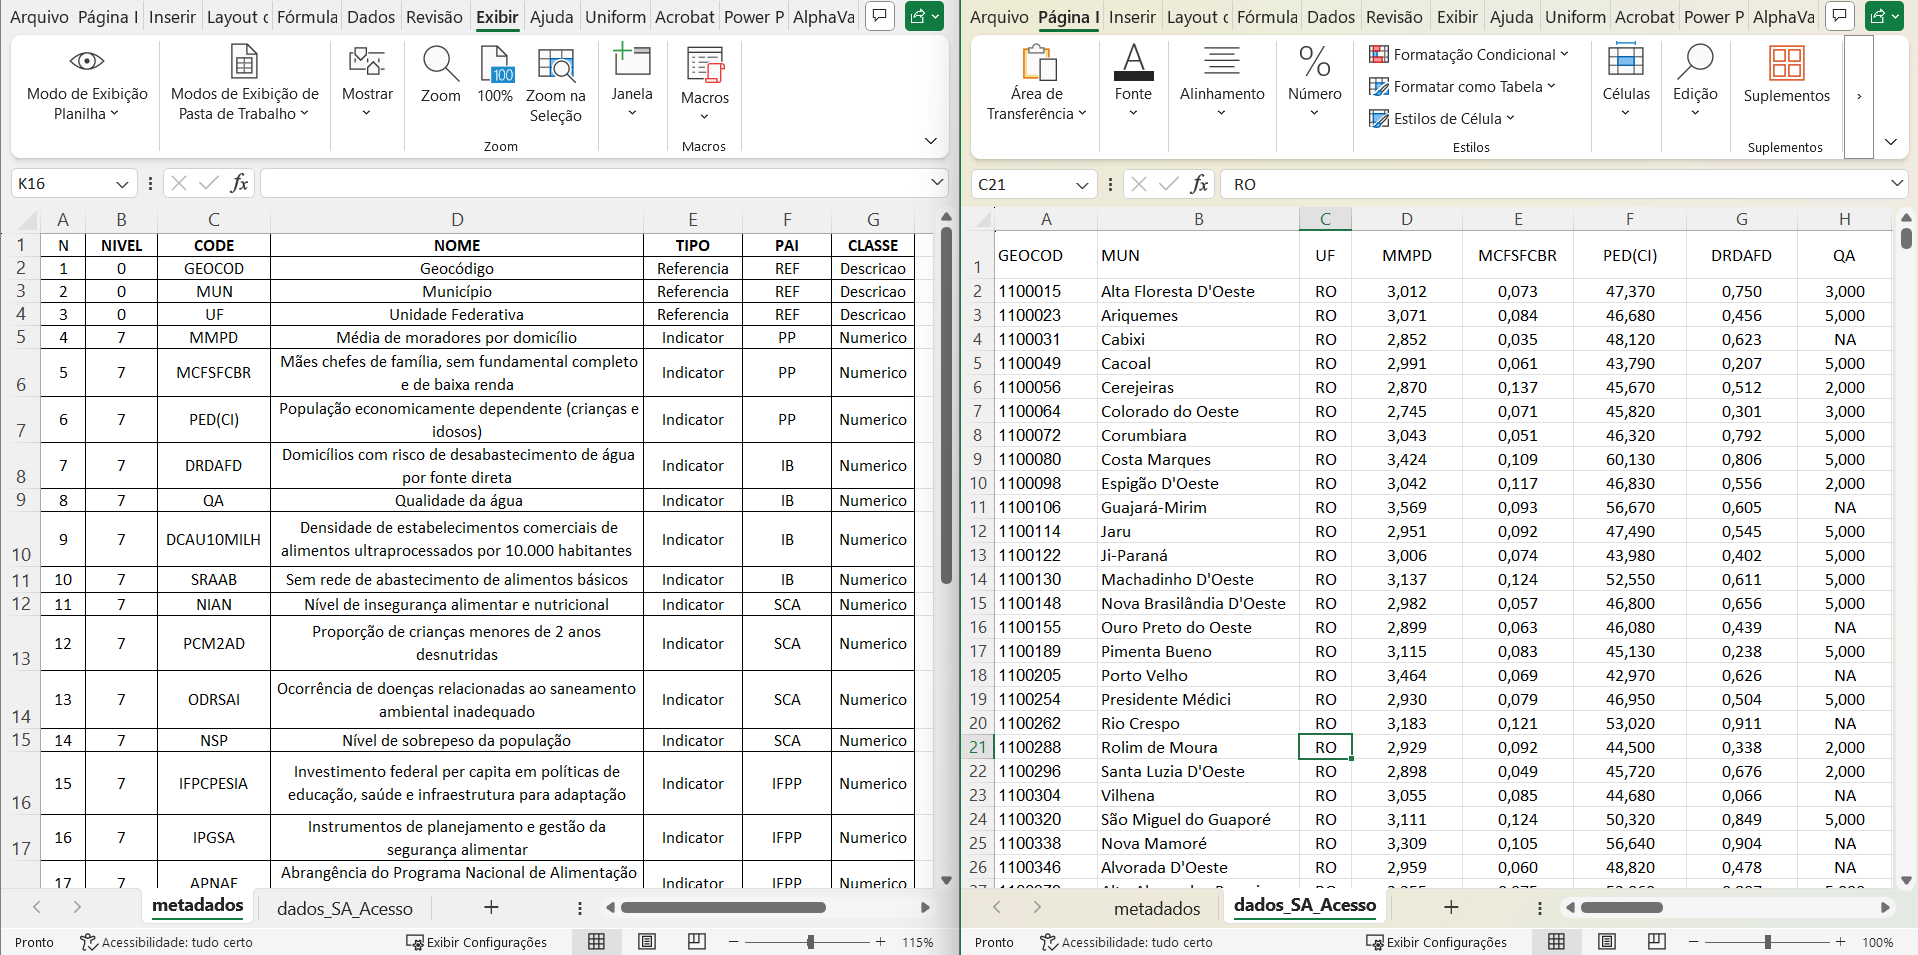 Arquivo Página I Inserir Layout c Fórmula Dados Revisão Exibir Ajuda Uniform Acrobat Power P AlphaVa
Modo de Exibição Planilha
Modos de Exibição de Pasta de Trabalho
Mostrar
Zoom
100%
Zoom na Seleção
Janela
Macros
Zoom
Macros
K16
fx
A B C D E F G
1 N NIVEL CODE NOME TIPO PAI CLASSE
2 1 0 GEOCOD Geocódigo Referencia REF Descricao
3 2 0 MUN Município Referencia REF Descricao
4 3 0 UF Unidade Federativa Referencia REF Descricao
5 4 7 MMPD Média de moradores por domicílio Indicator PP Numerico
6 5 7 MCFSFCBR Mães chefes de família, sem fundamental completo e de baixa renda Indicator PP Numerico
7 6 7 PED(CI) População economicamente dependente (crianças e idosos) Indicator PP Numerico
8 7 7 DRDAFD Domicílios com risco de desabastecimento de água por fonte direta Indicator IB Numerico
9 8 7 QA Qualidade da água Indicator IB Numerico
10 9 7 DCAU10MILH Densidade de estabelecimentos comerciais de alimentos ultraprocessados por 10.000 habitantes Indicator IB Numerico
11 10 7 SRAAB Sem rede de abastecimento de alimentos básicos Indicator IB Numerico
12 11 7 NIAN Nível de insegurança alimentar e nutricional Indicator SCA Numerico
13 12 7 PCM2AD Proporção de crianças menores de 2 anos desnutridas Indicator SCA Numerico
14 13 7 ODRSAI Ocorrência de doenças relacionadas ao saneamento ambiental inadequado Indicator SCA Numerico
15 14 7 NSP Nível de sobrepeso da população Indicator SCA Numerico
16 15 7 IFPCPESIA Investimento federal per capita em políticas de educação, saúde e infraestrutura para adaptação Indicator IFPP Numerico
17 16 7 IPGSA Instrumentos de planejamento e gestão da segurança alimentar Indicator IFPP Numerico
17 7 APNAE Abrangência do Programa Nacional de Alimentação Indicator IFPP Numerico
metadados dados_SA_Acesso
Pronto Acessibilidade: tudo certo Exibir Configurações 115%
Arquivo Página I Inserir Layout c Fórmula Dados Revisão Exibir Ajuda Uniform Acrobat Power P AlphaVa
Área de Transferência
Fonte
Alinhamento
Número
Formatação Condicional
Formatar como Tabela
Estilos de Célula
Estilos
Células
Edição
Suplementos
Suplementos
C21
fx RO
A B C D E F G H
1 GEOCOD MUN UF MMPD MCFSFCBR PED(CI) DRDAFD QA
2 1100015 Alta Floresta D'Oeste RO 3,012 0,073 47,370 0,750 3,000
3 1100023 Ariquemes RO 3,071 0,084 46,680 0,456 5,000
4 1100031 Cabixi RO 2,852 0,035 48,120 0,623 NA
5 1100049 Cacoal RO 2,991 0,061 43,790 0,207 5,000
6 1100056 Cerejeiras RO 2,870 0,137 45,670 0,512 2,000
7 1100064 Colorado do Oeste RO 2,745 0,071 45,820 0,301 3,000
8 1100072 Corumbiara RO 3,043 0,051 46,320 0,792 5,000
9 1100080 Costa Marques RO 3,424 0,109 60,130 0,806 5,000
10 1100098 Espigão D'Oeste RO 3,042 0,117 46,830 0,556 2,000
11 1100106 Guajará-Mirim RO 3,569 0,093 56,670 0,605 NA
12 1100114 Jaru RO 2,951 0,092 47,490 0,545 5,000
13 1100122 Ji-Paraná RO 3,006 0,074 43,980 0,402 5,000
14 1100130 Machadinho D'Oeste RO 3,137 0,124 52,550 0,611 5,000
15 1100148 Nova Brasilândia D'Oeste RO 2,982 0,057 46,800 0,656 5,000
16 1100155 Ouro Preto do Oeste RO 2,899 0,063 46,080 0,439 NA
17 1100189 Pimenta Bueno RO 3,115 0,083 45,130 0,238 5,000
18 1100205 Porto Velho RO 3,464 0,069 42,970 0,626 NA
19 1100254 Presidente Médici RO 2,930 0,079 46,950 0,504 5,000
20 1100262 Rio Crespo RO 3,183 0,121 53,020 0,911 NA
21 1100288 Rolim de Moura RO 2,929 0,092 44,500 0,338 2,000
22 1100296 Santa Luzia D'Oeste RO 2,898 0,049 45,720 0,676 2,000
23 1100304 Vilhena RO 3,055 0,085 44,680 0,066 NA
24 1100320 São Miguel do Guaporé RO 3,111 0,124 50,320 0,849 5,000
25 1100338 Nova Mamoré RO 3,309 0,105 56,640 0,904 NA
26 1100346 Alvorada D'Oeste RO 2,959 0,060 48,820 0,478 NA
metadados dados_SA_Acesso
Pronto Acessibilidade: tudo certo Exibir Configurações 100%